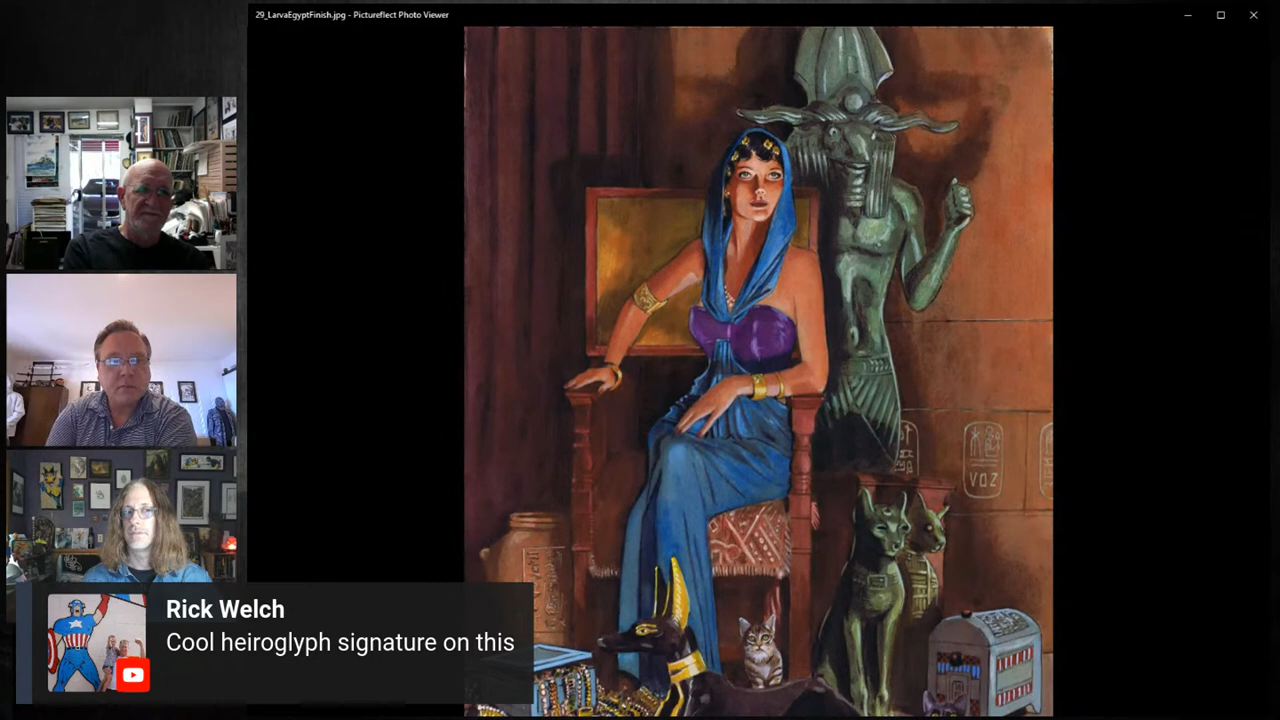 29_LarvaEgyptFinish.jpg - Pictureflect Photo Viewer
VOZ
Rick Welch
Cool heiroglyph signature on this